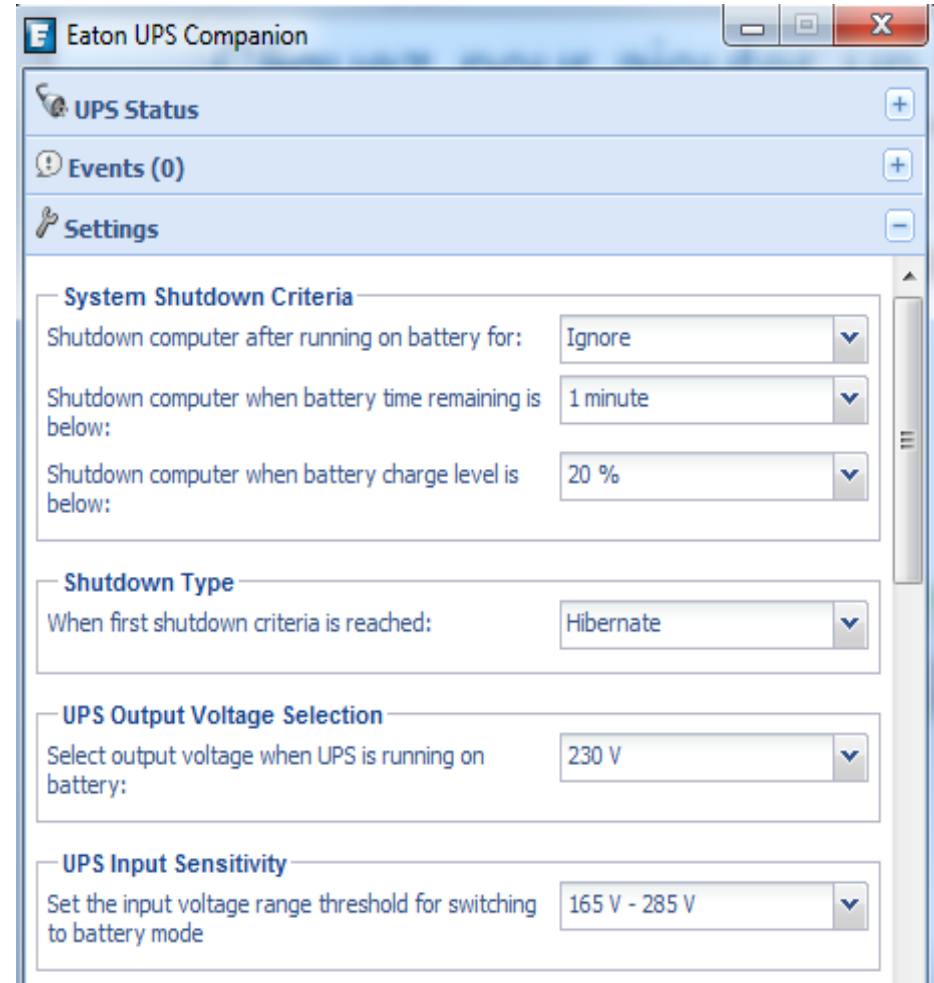 Eaton UPS Companion
UPS Status
Events (0)
Settings
System Shutdown Criteria
Shutdown computer after running on battery for:
Ignore
Shutdown computer when battery time remaining is
below:
1 minute
Shutdown computer when battery charge level is
below:
20 %
Shutdown Type
When first shutdown criteria is reached:
Hibernate
UPS Output Voltage Selection
Select output voltage when UPS is running on
battery:
230 V
UPS Input Sensitivity
Set the input voltage range threshold for switching
to battery mode
165 V - 285 V